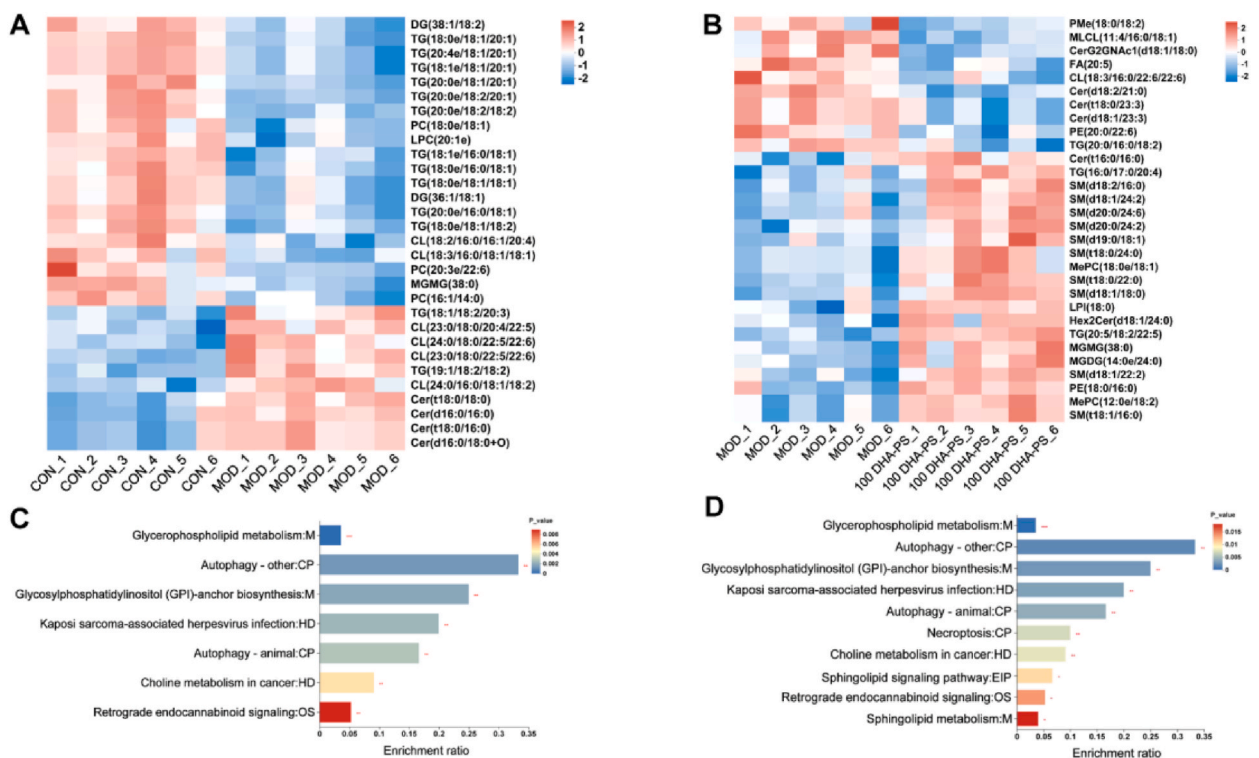 A
DG(38:1/18:2)
TG(18:0e/18:1/20:1)
TG(20:4e/18:1/20:1)
TG(18:1e/18:1/20:1)
TG(20:0e/18:1/20:1)
TG(20:0e/18:2/20:1)
TG(20:0e/18:2/18:2)
PC(18:0e/18:1)
LPC(20:1e)
TG(18:1e/16:0/18:1)
TG(18:0e/16:0/18:1)
TG(18:0e/18:1/18:1)
DG(36:1/18:1)
TG(20:0e/16:0/18:1)
TG(18:0e/18:1/18:2)
CL(18:2/16:0/16:1/20:4)
CL(18:3/16:0/18:1/18:1)
PC(20:3e/22:6)
MGMG(38:0)
PC(16:1/14:0)
TG(18:1/18:2/20:3)
CL(23:0/18:0/20:4/22:5)
CL(24:0/18:0/22:5/22:6)
CL(23:0/18:0/22:5/22:6)
TG(19:1/18:2/18:2)
CL(24:0/16:0/18:1/18:2)
Cer(t18:0/18:0)
Cer(d16:0/16:0)
Cer(t18:0/16:0)
Cer(d16:0/18:0+O)
2
1
-1
-2
CON_1
CON_2
CON_3
CON_4
CON_5
CON_6
MOD_1
MOD_2
MOD_3
MOD_4
MOD_5
MOD_6
B
PMe(18:0/18:2)
MLCL(11:4/16:0/18:1)
CerG2GNAc1(d18:1/18:0)
FA(20:5)
CL(18:3/16:0/22:6/22:6)
Cer(d18:2/21:0)
Cer(t18:0/23:3)
Cer(d18:1/23:3)
PE(20:0/22:6)
TG(20:0/16:0/18:2)
Cer(t16:0/16:0)
TG(16:0/17:0/20:4)
SM(d18:2/16:0)
SM(d18:1/24:2)
SM(d20:0/24:6)
SM(d20:0/24:2)
SM(d19:0/18:1)
SM(t18:0/24:0)
MePC(18:0e/18:1)
SM(t18:0/22:0)
SM(d18:1/18:0)
LPI(18:0)
Hex2Cer(d18:1/24:0)
TG(20:5/18:2/22:5)
MGMG(38:0)
MGDG(14:0e/24:0)
SM(d18:1/22:2)
PE(18:0/16:0)
MePC(12:0e/18:2)
SM(t18:1/16:0)
2
1
-1
-2
MOD_1
MOD_2
MOD_3
MOD_4
MOD_5
MOD_6
100 DHA-PS_1
100 DHA-PS_2
100 DHA-PS_3
100 DHA-PS_4
100 DHA-PS_5
100 DHA-PS_6
C
P_value
0.008
0.006
0.004
0.002
0
Glycerophospholipid metabolism:M
Autophagy - other:CP
Glycosylphosphatidylinositol (GPI)-anchor biosynthesis:M
Kaposi sarcoma-associated herpesvirus infection:HD
Autophagy - animal:CP
Choline metabolism in cancer:HD
Retrograde endocannabinoid signaling:OS
0 0.05 0.1 0.15 0.2 0.25 0.3 0.35
Enrichment ratio
D
P_value
0.015
0.01
0.005
0
Glycerophospholipid metabolism:M
Autophagy - other:CP
Glycosylphosphatidylinositol (GPI)-anchor biosynthesis:M
Kaposi sarcoma-associated herpesvirus infection:HD
Autophagy - animal:CP
Necroptosis:CP
Choline metabolism in cancer:HD
Sphingolipid signaling pathway:EIP
Retrograde endocannabinoid signaling:OS
Sphingolipid metabolism:M
0 0.05 0.1 0.15 0.2 0.25 0.3 0.35
Enrichment ratio